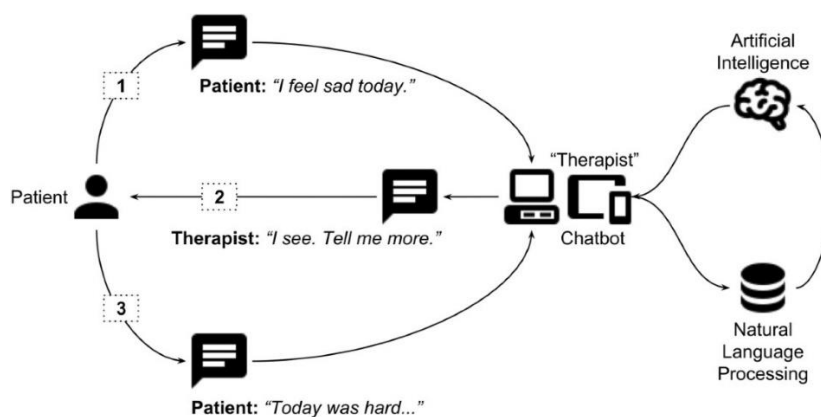 1
Patient: “I feel sad today.”
Artificial
Intelligence
Patient
2
Therapist: “I see. Tell me more.”
“Therapist”
Chatbot
3
Patient: “Today was hard...”
Natural
Language
Processing